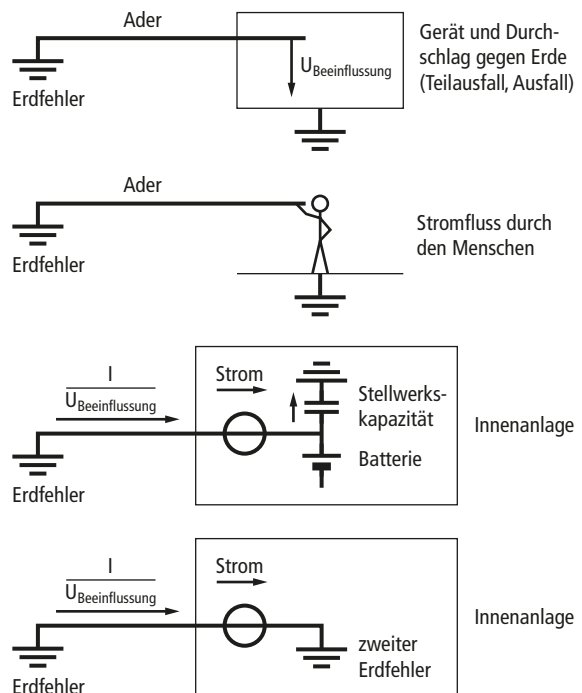 Ader
Erdfehler
U Beeinflussung
Gerät und Durch-
schlag gegen Erde
(Teilausfall, Ausfall)
Ader
Erdfehler
Stromfluss durch
den Menschen
I
U Beeinflussung
Erdfehler
Strom
Stellwerks-
kapazität
Batterie
Innenanlage
I
U Beeinflussung
Erdfehler
Strom
zweiter
Erdfehler
Innenanlage